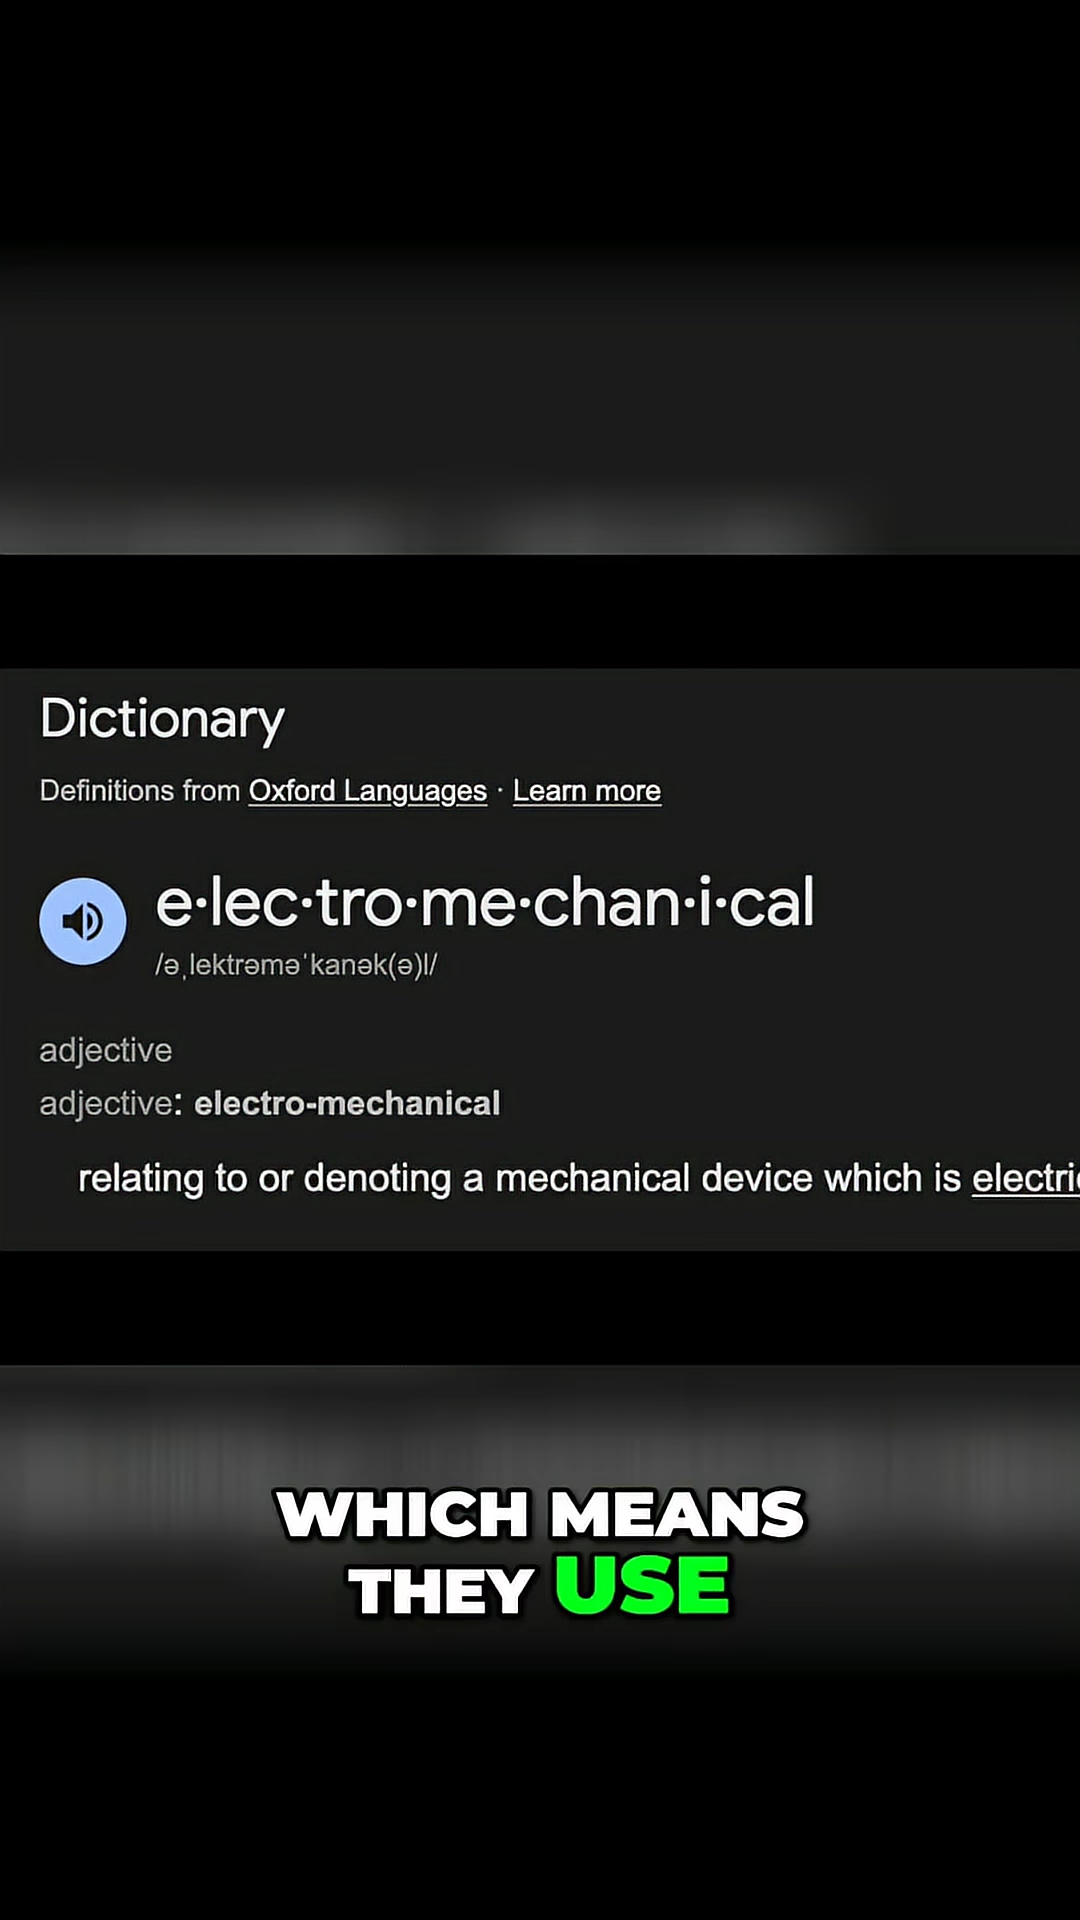 Dictionary
Definitions from Oxford Languages · Learn more
e·lec·tro·me·chan·i·cal
/əˌlektrəməˈkanək(ə)l/
adjective
adjective: electro-mechanical
relating to or denoting a mechanical device which is
WHICH MEANS
THEY USE